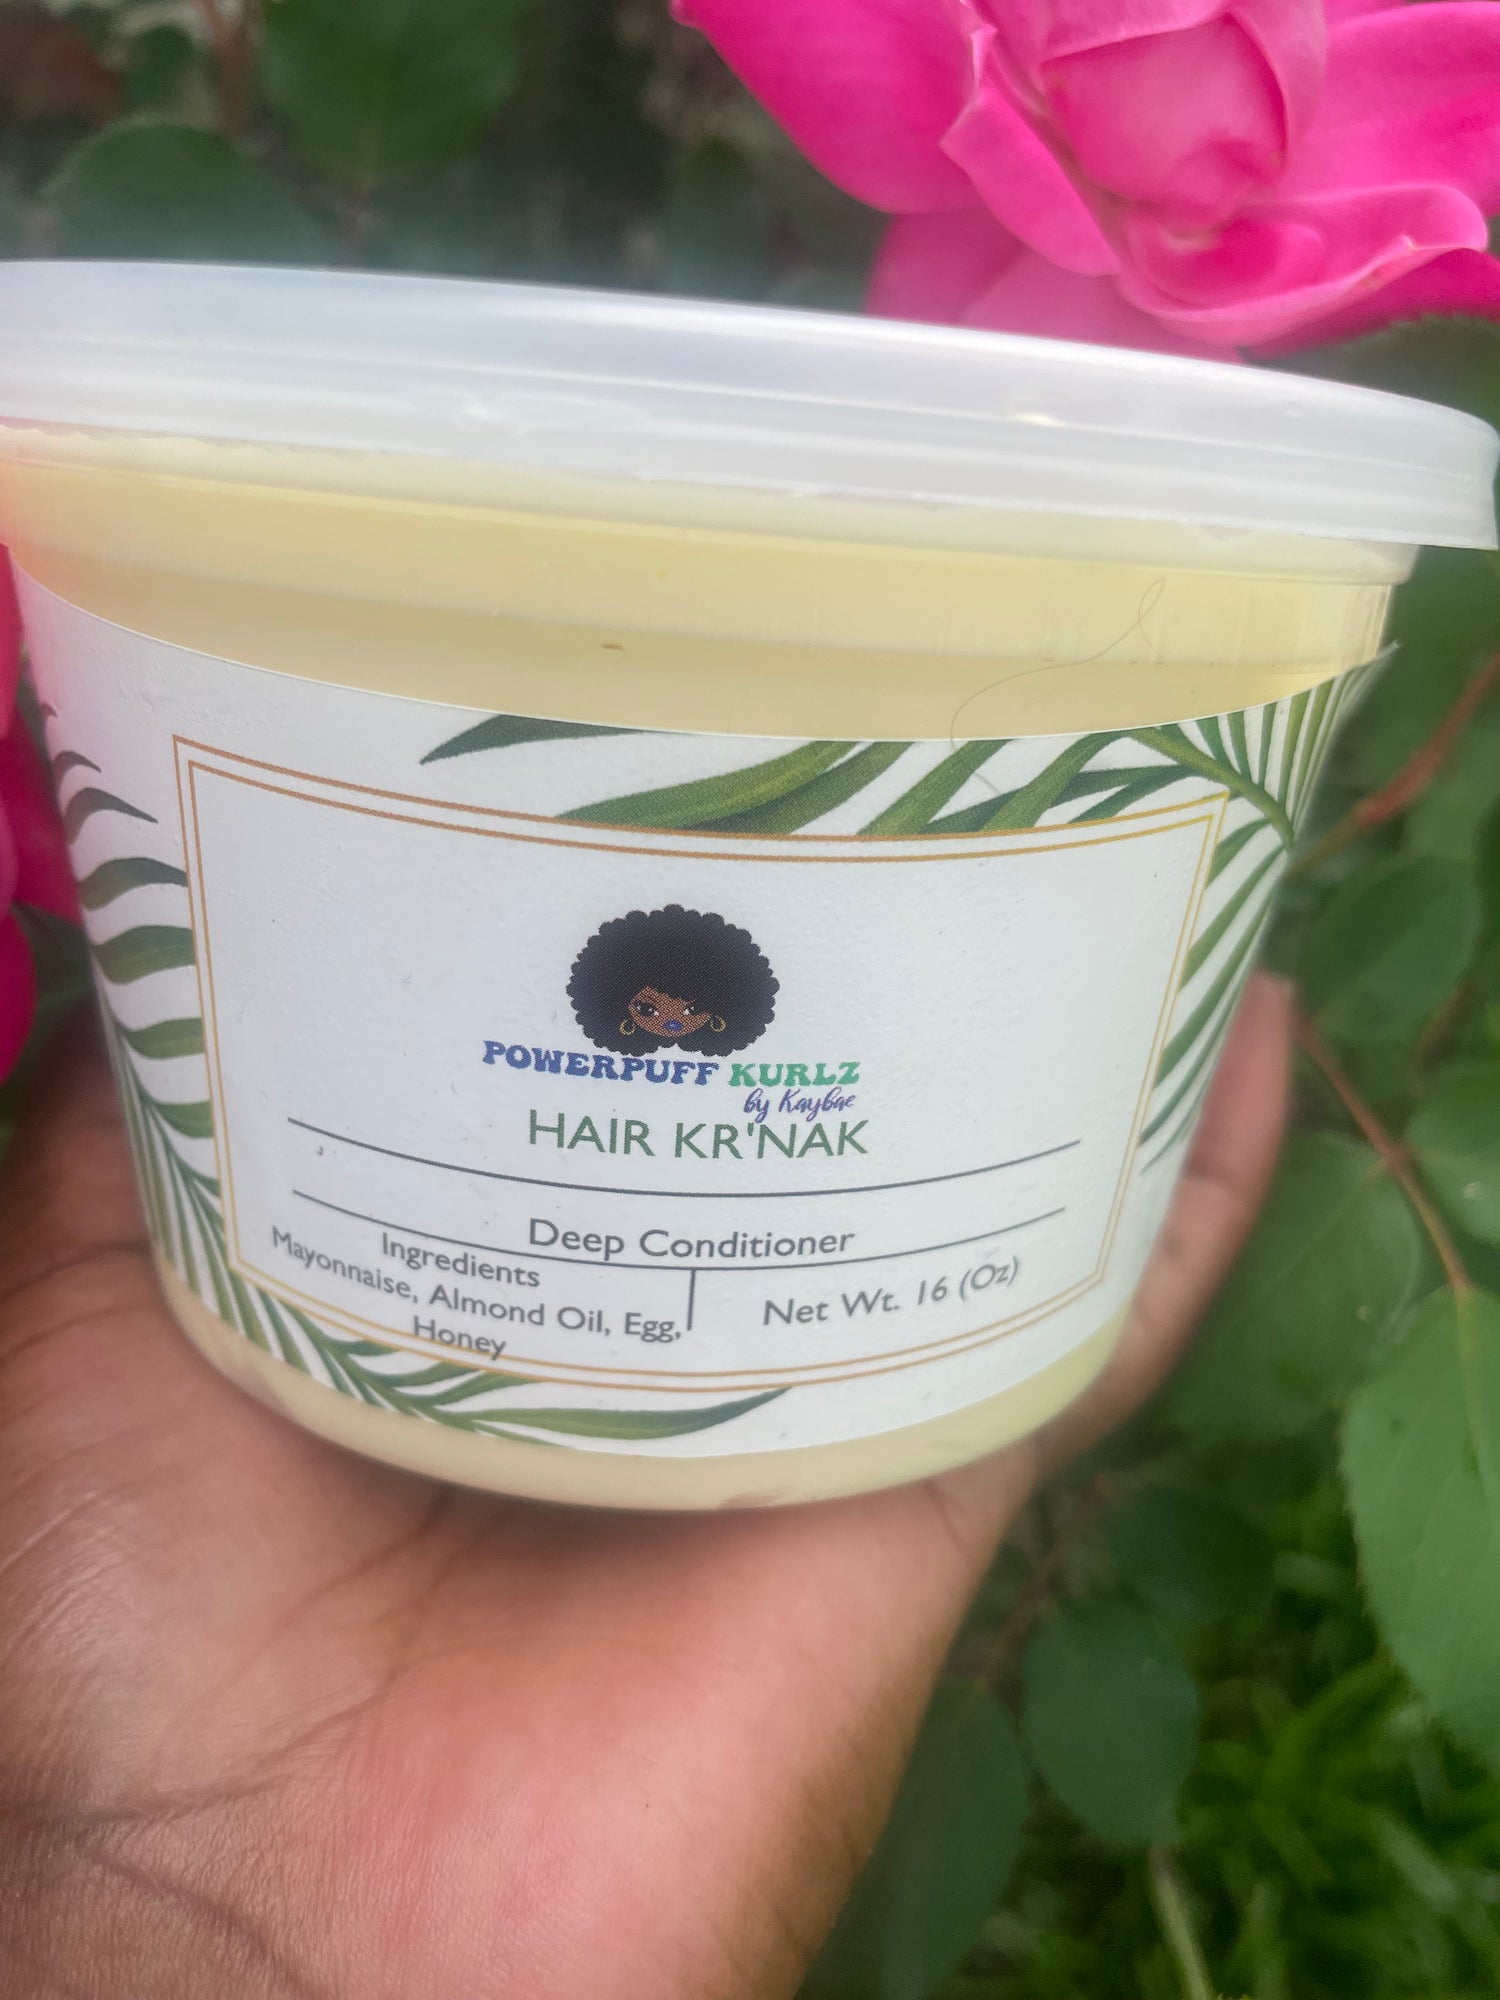 POWERPUFF KURLZ
by Kaybae
HAIR KR'NAK
Deep Conditioner
Ingredients
Mayonnaise, Almond Oil, Egg,
Honey
Net Wt. 16 (Oz)